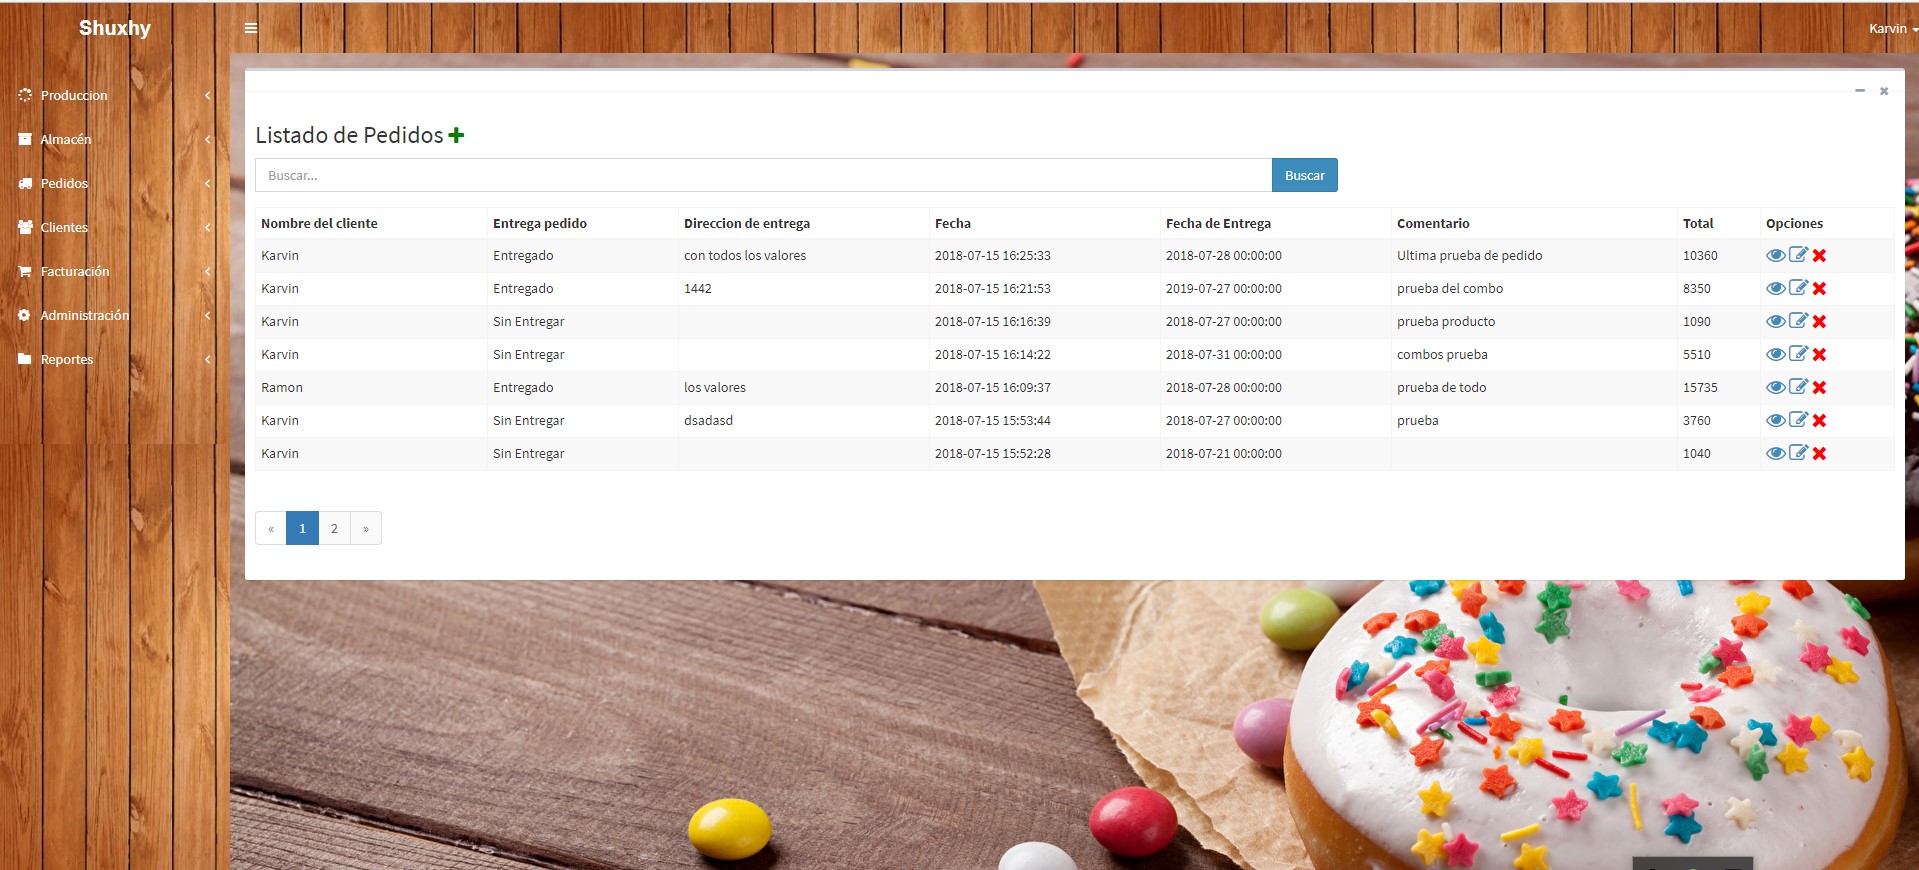 Shuxhy
Karvin
Produccion
Almacén
Pedidos
Clientes
Facturación
Administración
Reportes
Listado de Pedidos
Buscar... Buscar
Nombre del cliente Entrega pedido Direccion de entrega Fecha Fecha de Entrega Comentario Total Opciones
Karvin Entregado con todos los valores 2018-07-15 16:25:33 2018-07-28 00:00:00 Ultima prueba de pedido 10360
Karvin Entregado 1442 2018-07-15 16:21:53 2019-07-27 00:00:00 prueba del combo 8350
Karvin Sin Entregar 2018-07-15 16:16:39 2018-07-27 00:00:00 prueba producto 1090
Karvin Sin Entregar 2018-07-15 16:14:22 2018-07-31 00:00:00 combos prueba 5510
Ramon Entregado los valores 2018-07-15 16:09:37 2018-07-28 00:00:00 prueba de todo 15735
Karvin Sin Entregar dsadasd 2018-07-15 15:53:44 2018-07-27 00:00:00 prueba 3760
Karvin Sin Entregar 2018-07-15 15:52:28 2018-07-21 00:00:00 1040
« 1 2 »